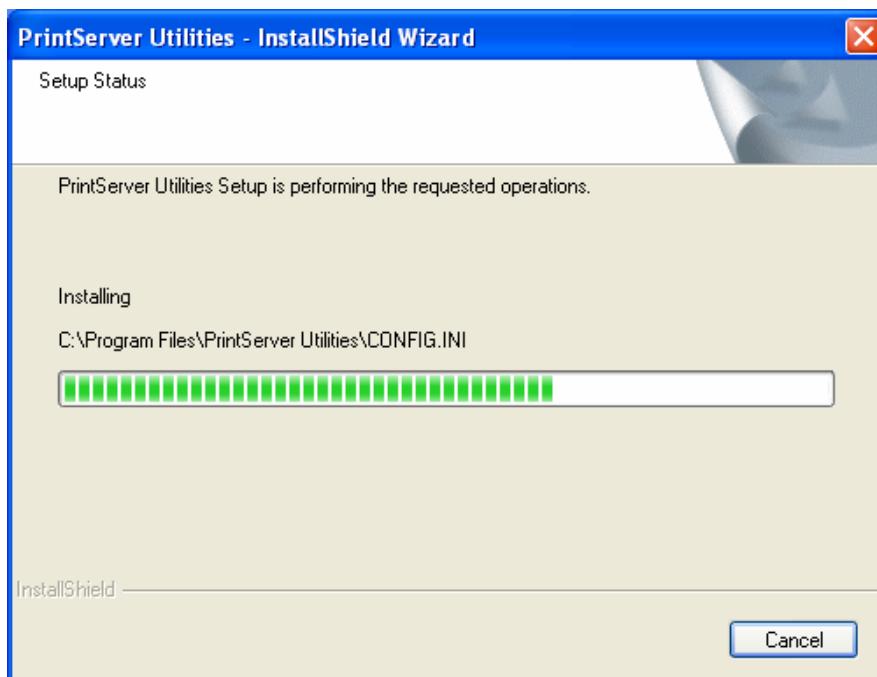 PrintServer Utilities - InstallShield Wizard
Setup Status
PrintServer Utilities Setup is performing the requested operations.
Installing
C:\Program Files\PrintServer Utilities\CONFIG.INI
InstallShield
Cancel